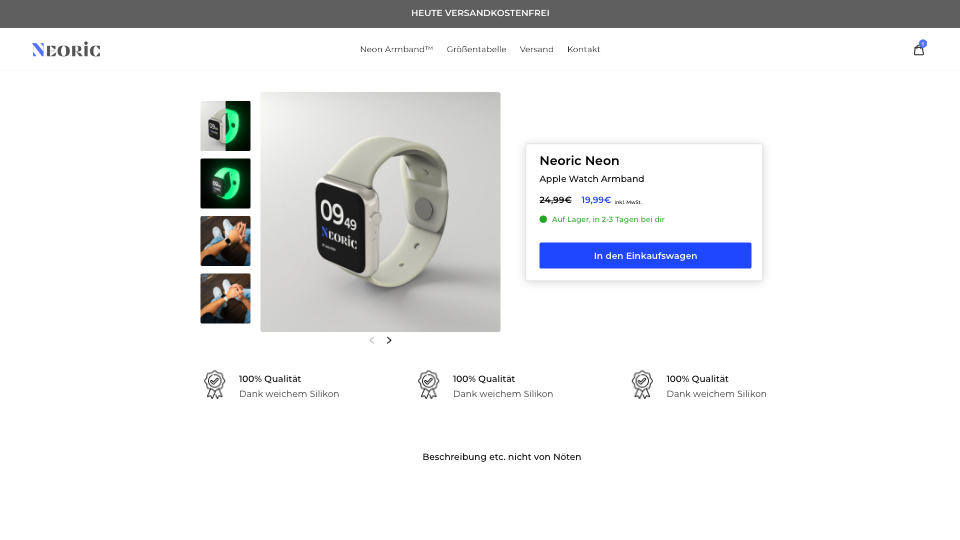 HEUTE VERSANDKOSTENFREI
NEORIC
Neon Armband™
Größentabelle
Versand
Kontakt
09
49
NEORIC
Neoric Neon
Apple Watch Armband
24,99€ 19,99€ inkl. MwSt.
Auf Lager, in 2-3 Tagen bei dir
In den Einkaufswagen
100% Qualität
Dank weichem Silikon
100% Qualität
Dank weichem Silikon
100% Qualität
Dank weichem Silikon
Beschreibung etc. nicht von Nöten